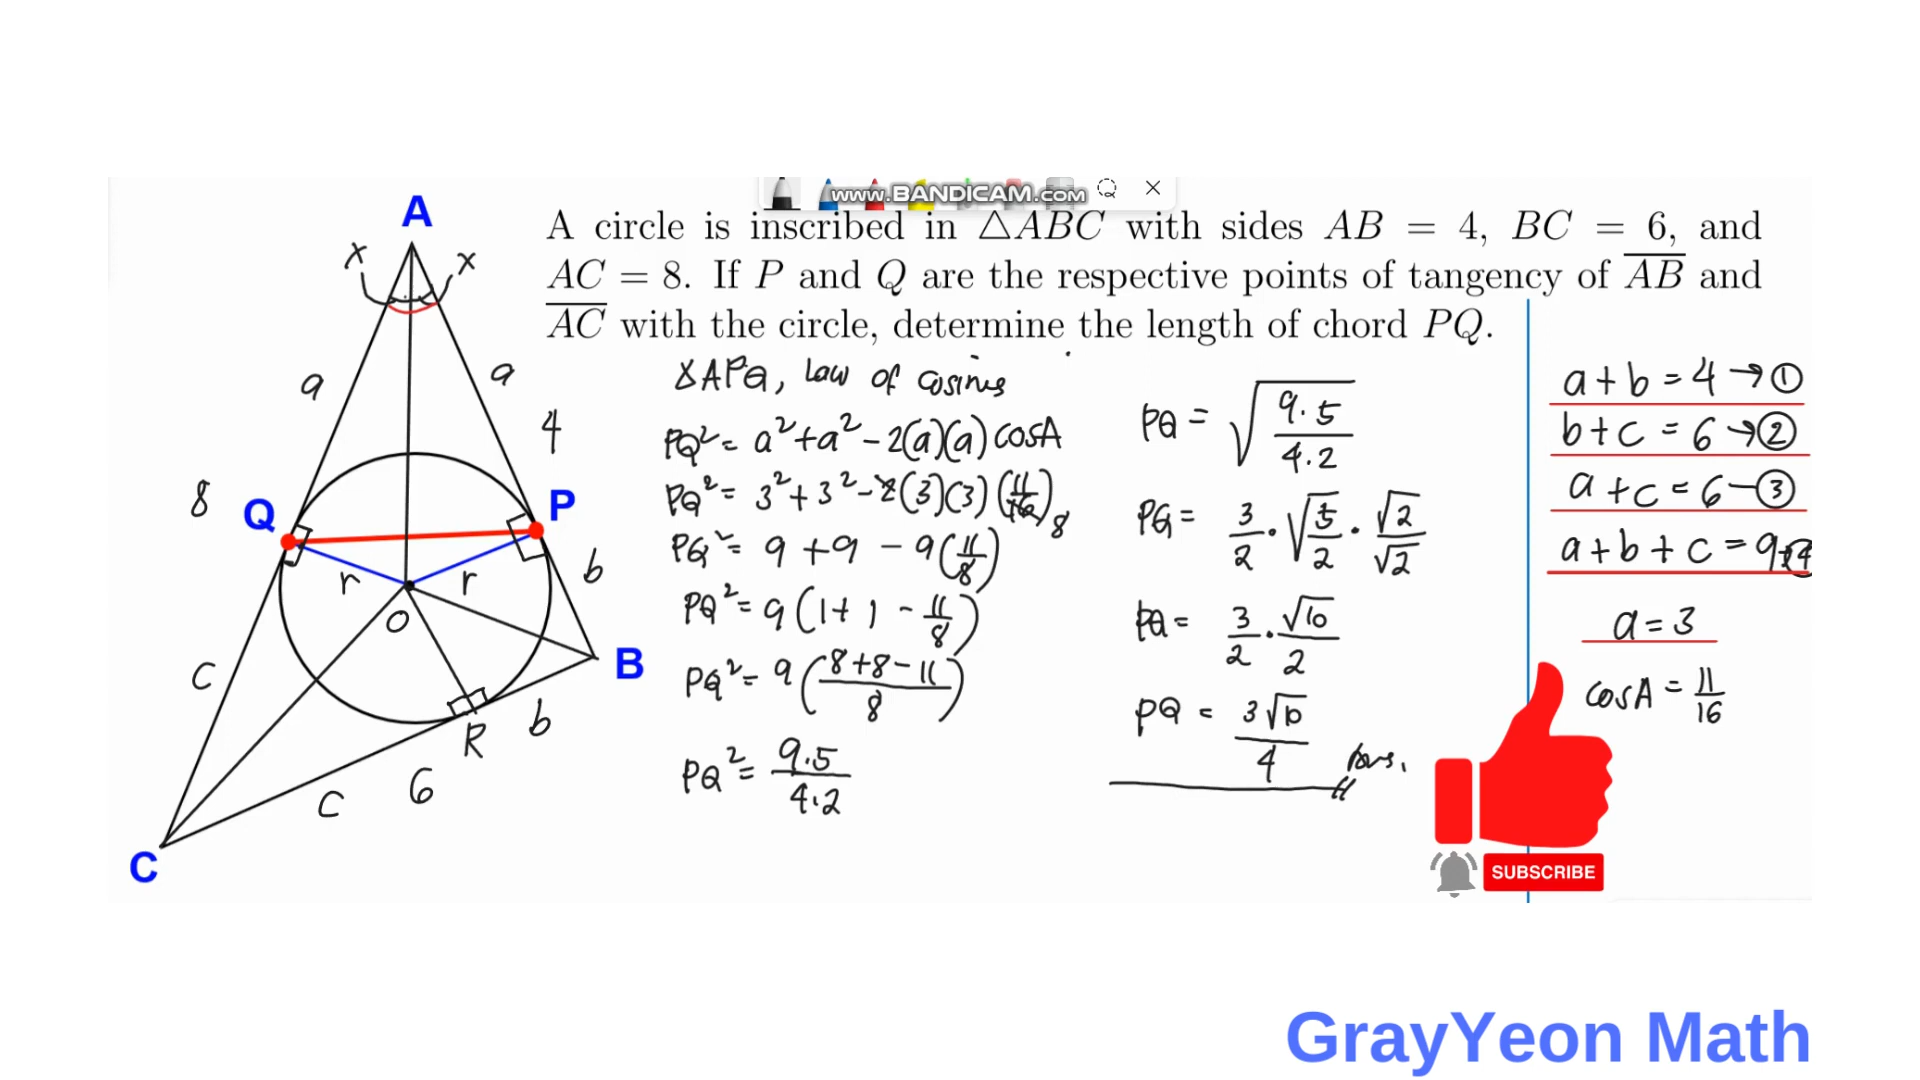 www.BANDICAM.com
A circle is inscribed in △ABC with sides AB = 4, BC = 6, and
AC = 8. If P and Q are the respective points of tangency of AB and
AC with the circle, determine the length of chord PQ.
A
x x
a a
4
8 Q P
r r b
O
B
C
R b
6
C
C
△APQ, Law of cosines
PQ² = a² + a² - 2(a)(a) cosA
PQ² = 3² + 3² - 2(3)(3)(11/16) 8
PQ² = 9 + 9 - 9(11/8)
PQ² = 9(1 + 1 - 11/8)
PQ² = 9((8+8-11)/8)
PQ² = 9.5/4.2
PQ = √(9.5/4.2)
PQ = 3/2 · √5/2 · √2/√2
PQ = 3/2 · √10/2
PQ = 3√10/4 ans.
a + b = 4 → ①
b + c = 6 → ②
a + c = 6 - ③
a + b + c = 9 → ④
a = 3
cosA = 11/16
SUBSCRIBE
GrayYeon Math